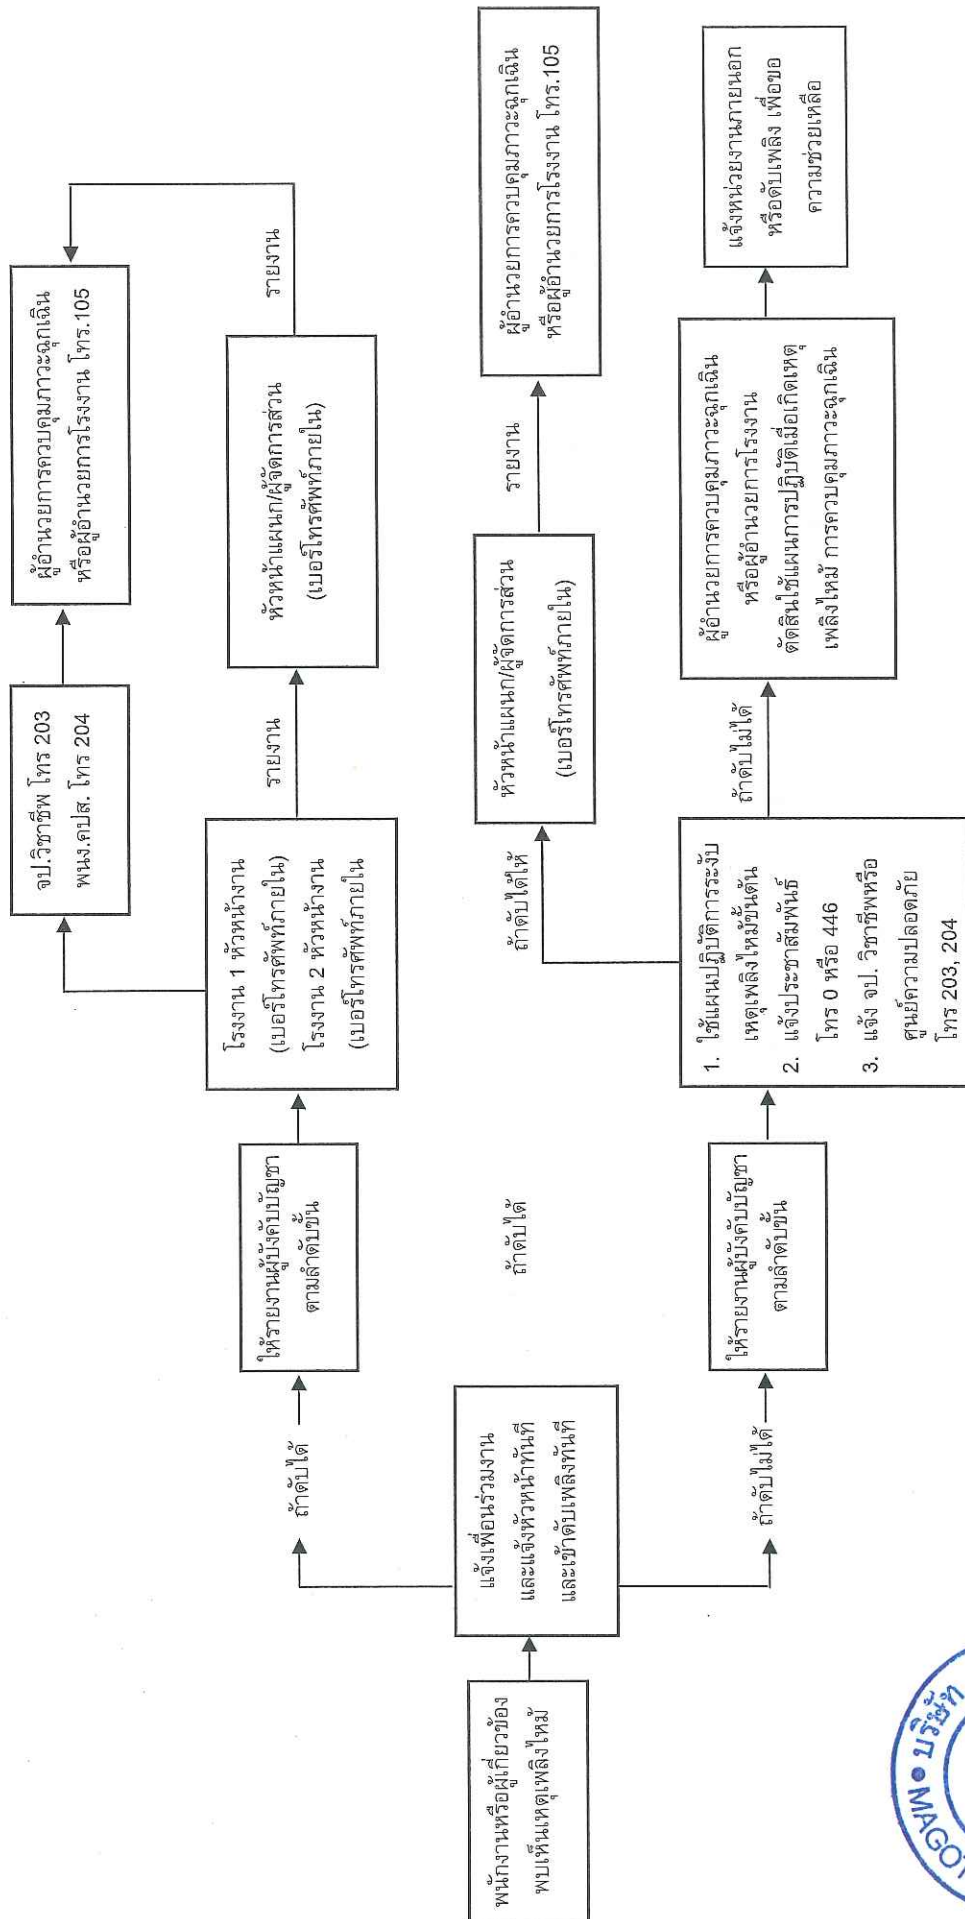 พนักงานหรือผู้เกี่ยวข้อง
พบเห็นเหตุเพลิงไหม้
แจ้งเพื่อนร่วมงาน
และแจ้งหัวหน้าทันที
และเข้าดับเพลิงทันที
ถ้าดับได้
ให้รายงานผู้บังคับบัญชา
ตามลำดับขั้น
โรงงาน 1 หัวหน้างาน
(เบอร์โทรศัพท์ภายใน)
โรงงาน 2 หัวหน้างาน
(เบอร์โทรศัพท์ภายใน
จป.วิชาชีพ โทร 203
พนง.คปส. โทร 204
ผู้อำนวยการควบคุมภาวะฉุกเฉิน
หรือผู้อำนวยการโรงงาน โทร.105
รายงาน
หัวหน้าแผนก/ผู้จัดการส่วน
(เบอร์โทรศัพท์ภายใน)
รายงาน
ถ้าดับได้
ถ้าดับไม่ได้
ให้รายงานผู้บังคับบัญชา
ตามลำดับขั้น
1. ใช้แผนปฏิบัติการระงับ
เหตุเพลิงไหม้ขั้นต้น
2. แจ้งประชาสัมพันธ์
โทร 0 หรือ 446
3. แจ้ง จป. วิชาชีพหรือ
ศูนย์ความปลอดภัย
โทร 203, 204
ถ้าดับได้ให้
หัวหน้าแผนก/ผู้จัดการส่วน
(เบอร์โทรศัพท์ภายใน)
รายงาน
ผู้อำนวยการควบคุมภาวะฉุกเฉิน
หรือผู้อำนวยการโรงงาน โทร.105
ถ้าดับไม่ได้
ผู้อำนวยการควบคุมภาวะฉุกเฉิน
หรือผู้อำนวยการโรงงาน
ตัดสินใช้แผนการปฏิบัติเมื่อเกิดเหตุ
เพลิงไหม้ การควบคุมภาวะฉุกเฉิน
แจ้งหน่วยงานภายนอก
หรือดับเพลิง เพื่อขอ
ความช่วยเหลือ
MAGOT • บริษัท